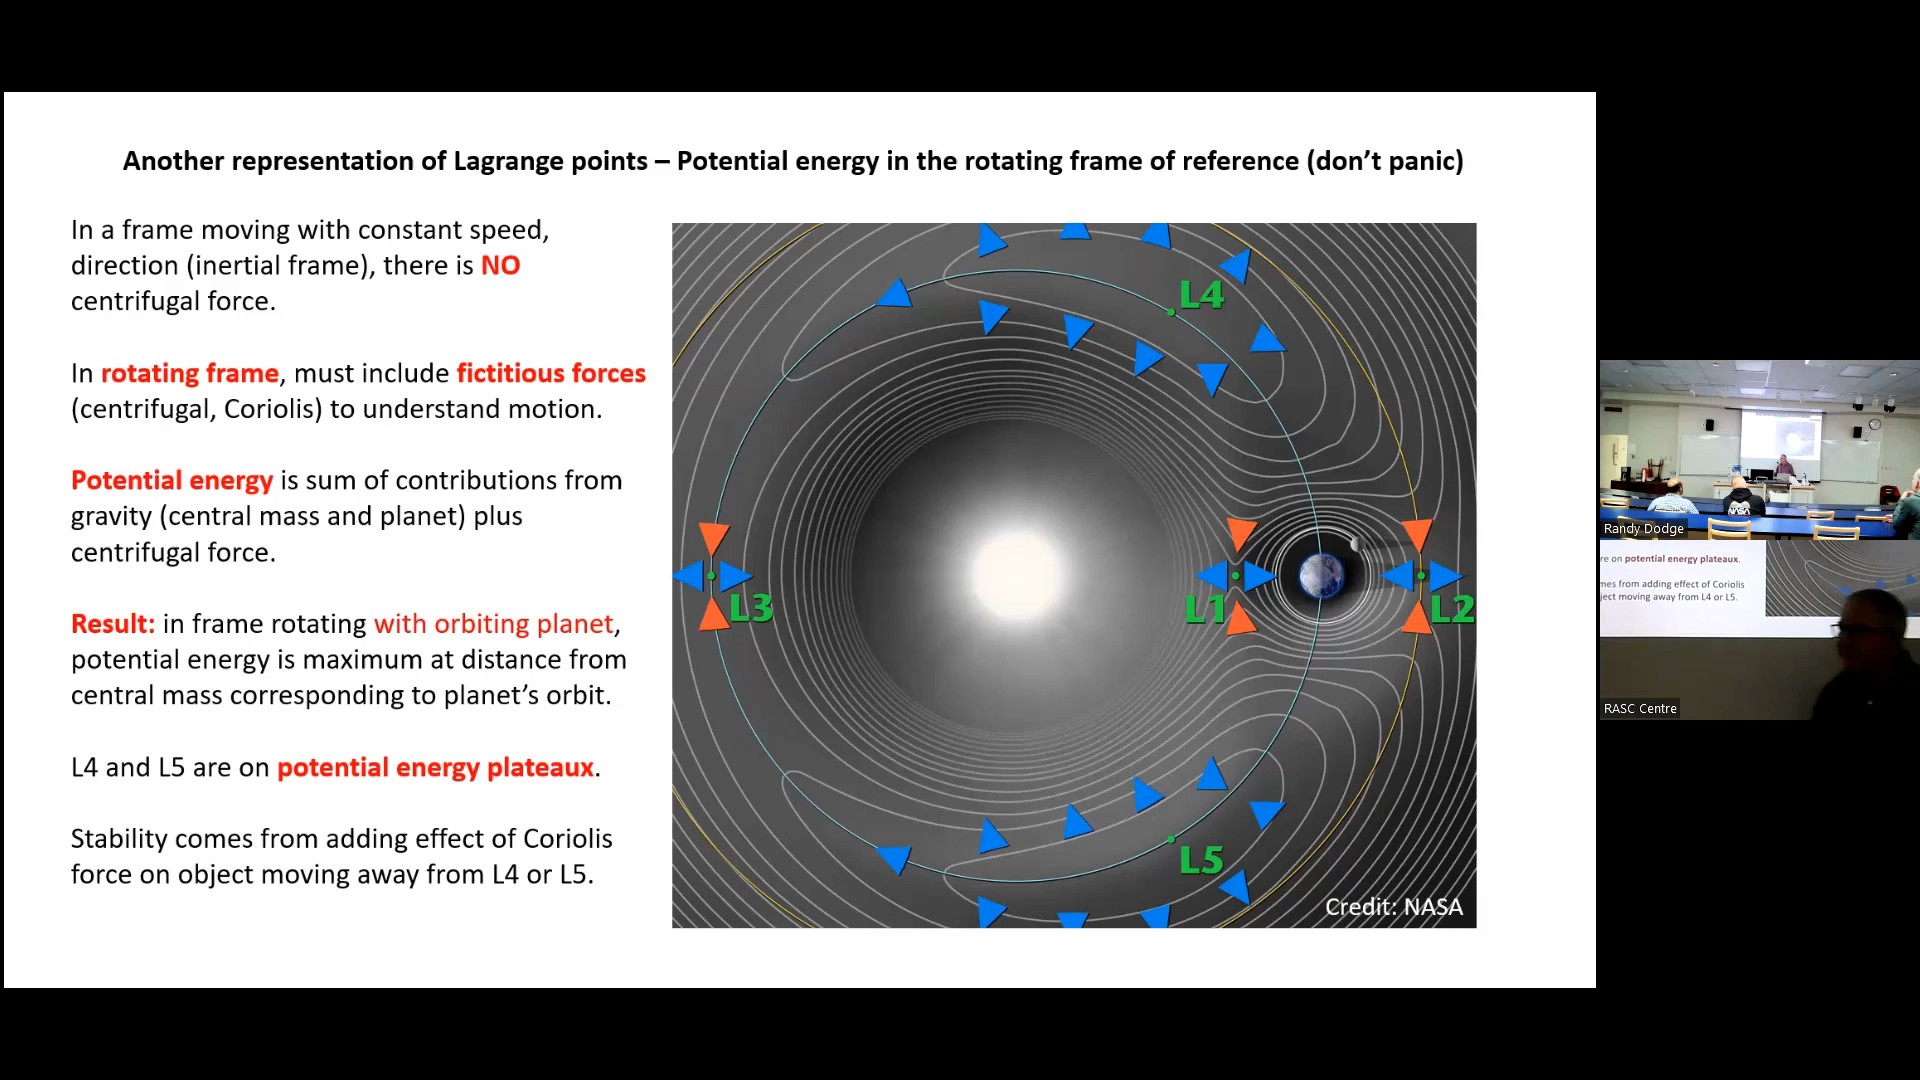 Another representation of Lagrange points – Potential energy in the rotating frame of reference (don’t panic)
In a frame moving with constant speed,
direction (inertial frame), there is NO
centrifugal force.
In rotating frame, must include fictitious forces
(centrifugal, Coriolis) to understand motion.
Potential energy is sum of contributions from
gravity (central mass and planet) plus
centrifugal force.
Result: in frame rotating with orbiting planet,
potential energy is maximum at distance from
central mass corresponding to planet’s orbit.
L4 and L5 are on potential energy plateaux.
Stability comes from adding effect of Coriolis
force on object moving away from L4 or L5.
L4
L3
L1
L2
L5
Credit: NASA
NASA
Randy Dodge
re on potential energy plateaux.
mes from adding effect of Coriolis
ject moving away from L4 or L5.
RASC Centre